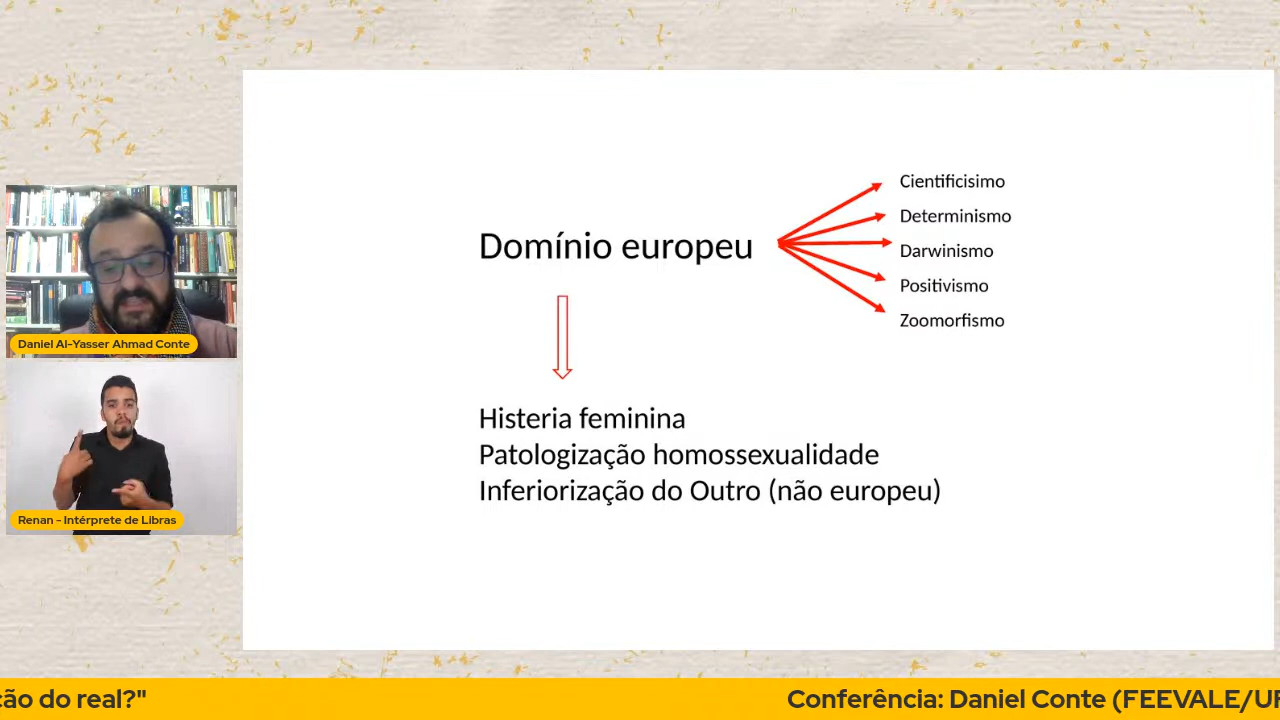 Domínio europeu
Cientificisimo
Determinismo
Darwinismo
Positivismo
Zoomorfismo
Histeria feminina
Patologização homossexualidade
Inferiorização do Outro (não europeu)
Daniel Al-Yasser Ahmad Conte
Renan - Intérprete de Libras
ção do real?" Conferência: Daniel Conte (FEEVALE/UF